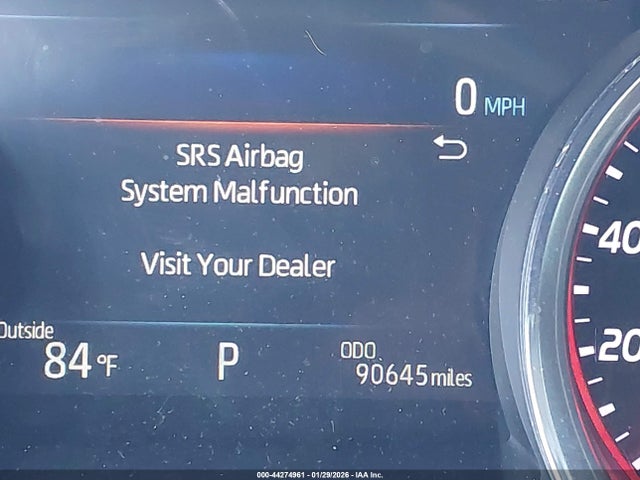 0 MPH
SRS Airbag
System Malfunction
Visit Your Dealer
40
20
Outside
84 °F
P
ODO
90645 miles
000-44274961 - 01/29/2026 - IAA Inc.